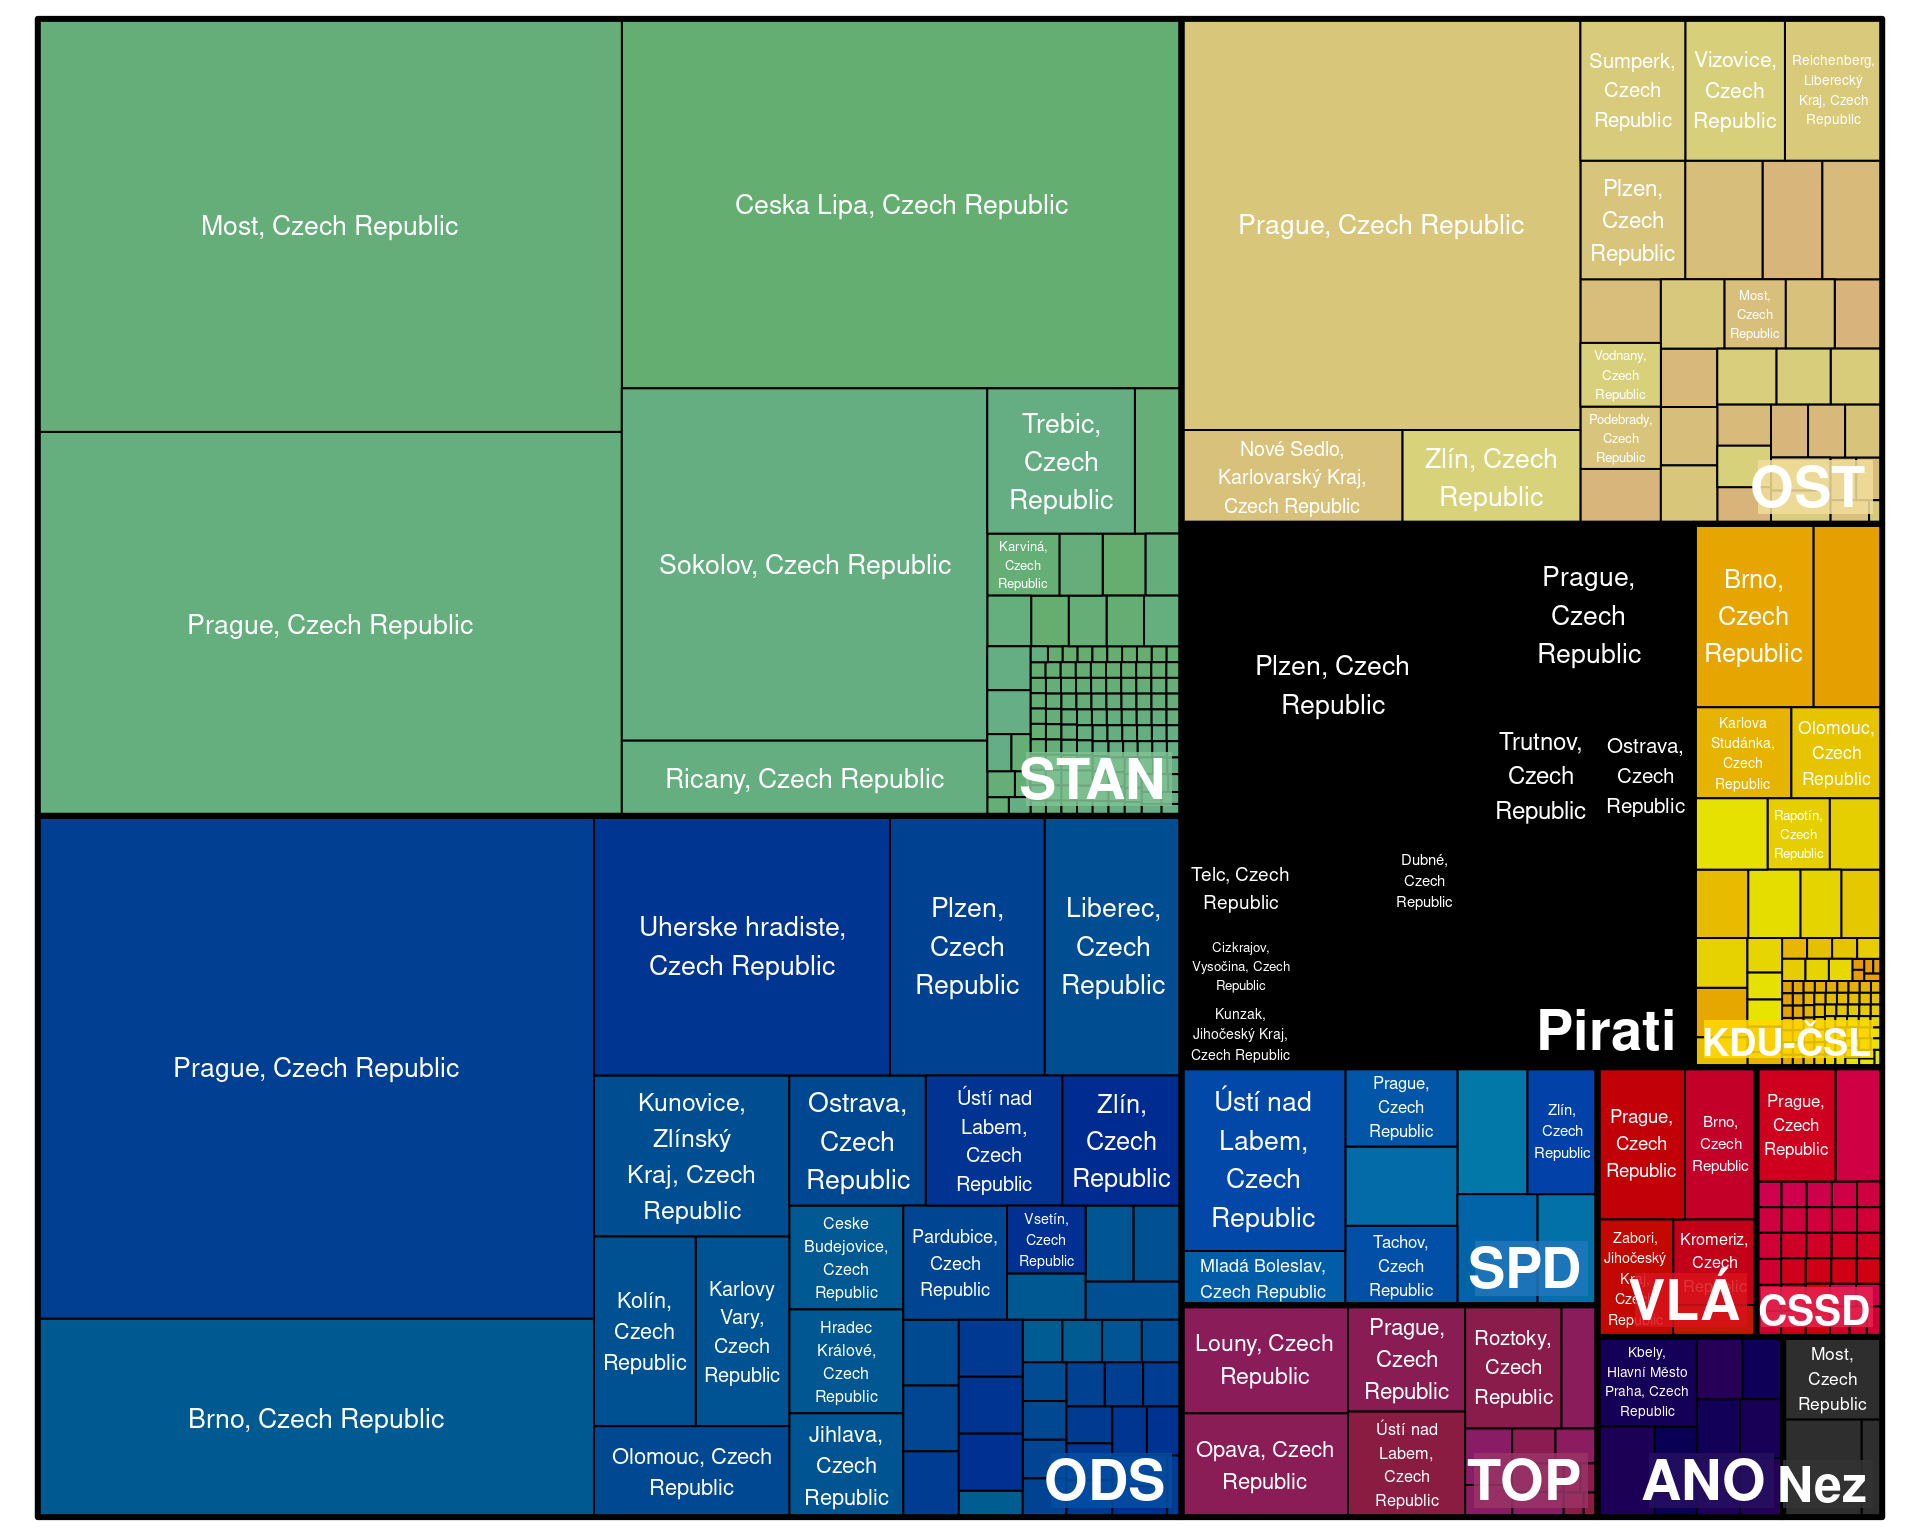 Most, Czech Republic
Prague, Czech Republic
Ceska Lipa, Czech Republic
Sokolov, Czech Republic
Ricany, Czech Republic
Trebic,
Czech
Republic
Karviná,
Czech
Republic
STAN
Prague, Czech Republic
Nové Sedlo,
Karlovarský Kraj,
Czech Republic
Zlín, Czech
Republic
Sumperk,
Czech
Republic
Vizovice,
Czech
Republic
Reichenberg,
Liberecký
Kraj, Czech
Republic
Plzen,
Czech
Republic
Most,
Czech
Republic
Vodnany,
Czech
Republic
Podebrady,
Czech
Republic
OST
Plzen, Czech
Republic
Prague,
Czech
Republic
Trutnov,
Czech
Republic
Ostrava,
Czech
Republic
Telc, Czech
Republic
Dubné,
Czech
Republic
Cizkrajov,
Vysočina, Czech
Republic
Kunzak,
Jihočeský Kraj,
Czech Republic
Pirati
Brno,
Czech
Republic
Karlova
Studánka,
Czech
Republic
Olomouc,
Czech
Republic
Rapotín,
Czech
Republic
KDU-ČSL
Prague, Czech Republic
Brno, Czech Republic
Uherske hradiste,
Czech Republic
Plzen,
Czech
Republic
Liberec,
Czech
Republic
Kunovice,
Zlínský
Kraj, Czech
Republic
Ostrava,
Czech
Republic
Ústí nad
Labem,
Czech
Republic
Zlín,
Czech
Republic
Kolín,
Czech
Republic
Karlovy
Vary,
Czech
Republic
Olomouc, Czech
Republic
Ceske
Budejovice,
Czech
Republic
Hradec
Králové,
Czech
Republic
Jihlava,
Czech
Republic
Pardubice,
Czech
Republic
Vsetín,
Czech
Republic
ODS
Ústí nad
Labem,
Czech
Republic
Mladá Boleslav,
Czech Republic
Prague,
Czech
Republic
Tachov,
Czech
Republic
Zlín,
Czech
Republic
SPD
Prague,
Czech
Republic
Brno,
Czech
Republic
Zabori,
Jihočeský
Kraj,
Czech
Republic
Kromeriz,
Czech
Republic
VLÁ
Prague,
Czech
Republic
CSSD
Louny, Czech
Republic
Opava, Czech
Republic
Prague,
Czech
Republic
Ústí nad
Labem,
Czech
Republic
Roztoky,
Czech
Republic
TOP
Kbely,
Hlavní Město
Praha, Czech
Republic
ANO
Most,
Czech
Republic
Nez